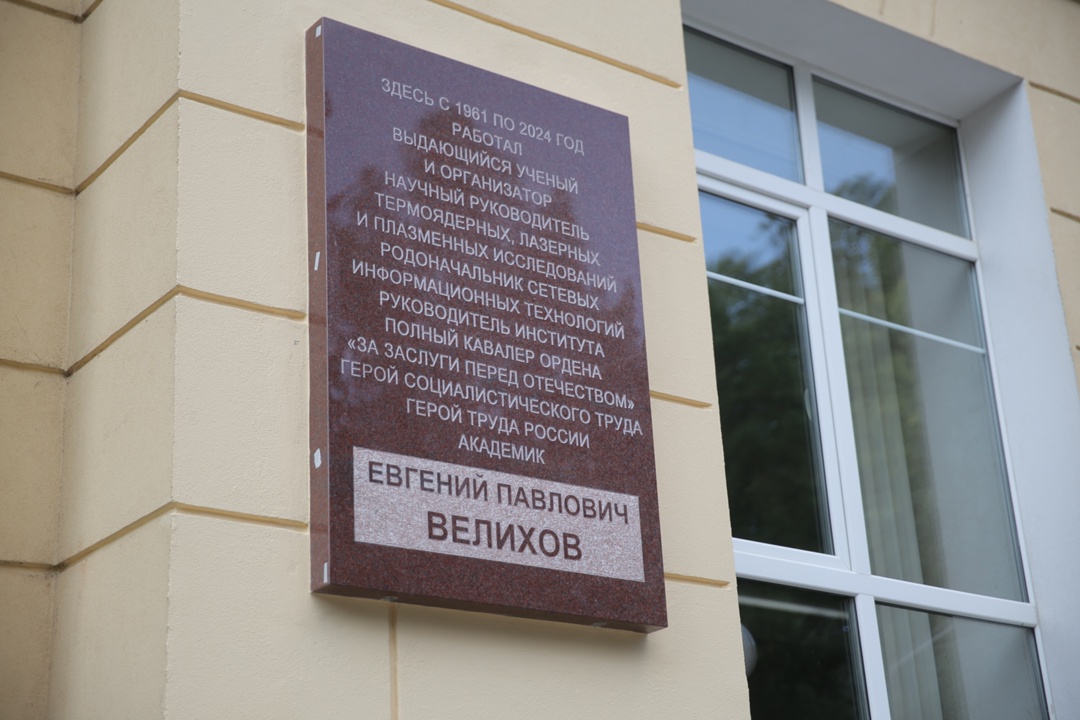 ЗДЕСЬ С 1961 ПО 2024 ГОД
РАБОТАЛ
ВЫДАЮЩИЙСЯ УЧЕНЫЙ
И ОРГАНИЗАТОР
НАУЧНЫЙ РУКОВОДИТЕЛЬ
ТЕРМОЯДЕРНЫХ, ЛАЗЕРНЫХ
И ПЛАЗМЕННЫХ ИССЛЕДОВАНИЙ
РОДОНАЧАЛЬНИК СЕТЕВЫХ
ИНФОРМАЦИОННЫХ ТЕХНОЛОГИЙ
РУКОВОДИТЕЛЬ ИНСТИТУТА
ПОЛНЫЙ КАВАЛЕР ОРДЕНА
«ЗА ЗАСЛУГИ ПЕРЕД ОТЕЧЕСТВОМ»
ГЕРОЙ СОЦИАЛИСТИЧЕСКОГО ТРУДА
ГЕРОЙ ТРУДА РОССИИ
АКАДЕМИК
ЕВГЕНИЙ ПАВЛОВИЧ
ВЕЛИХОВ